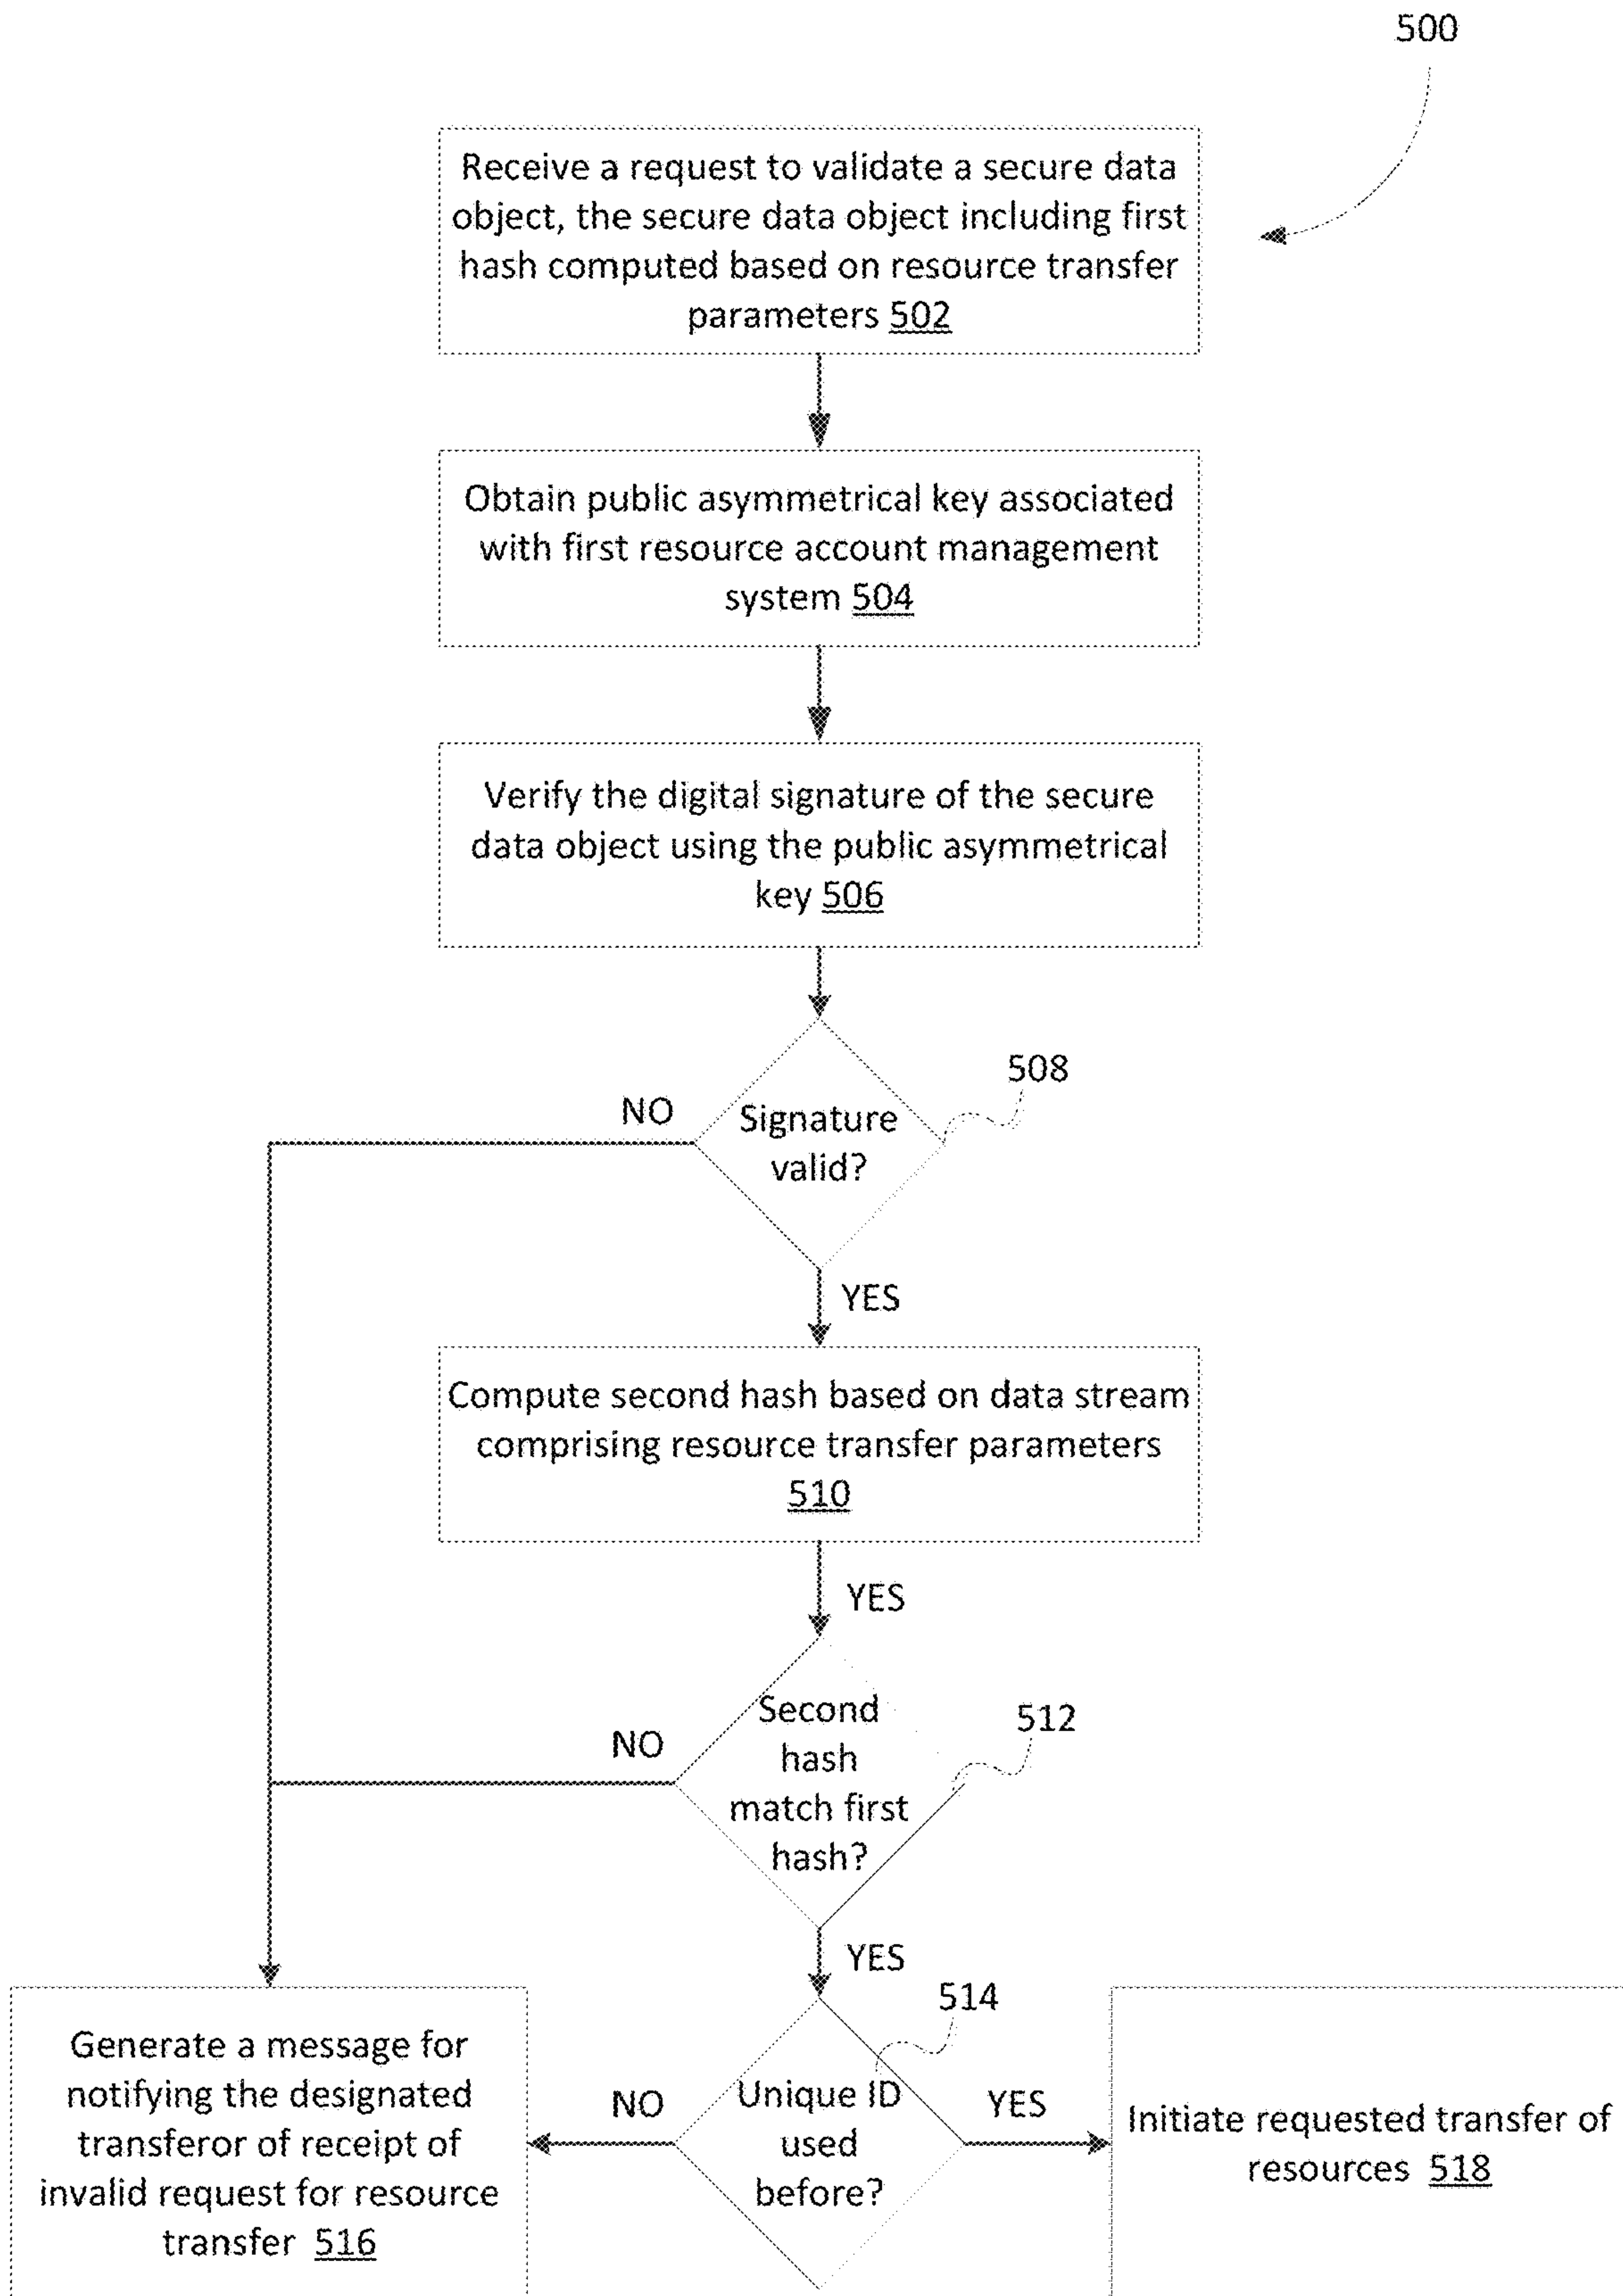 500
Receive a request to validate a secure data
object, the secure data object including first
hash computed based on resource transfer
parameters 502
Obtain public asymmetrical key associated
with first resource account management
system 504
Verify the digital signature of the secure
data object using the public asymmetrical
key 506
508
NO
Signature
valid?
YES
Compute second hash based on data stream
comprising resource transfer parameters
510
YES
512
NO
Second
hash
match first
hash?
YES
514
Generate a message for
notifying the designated
transferor of receipt of
invalid request for resource
transfer 516
NO
Unique ID
used
before?
YES
Initiate requested transfer of
resources 518